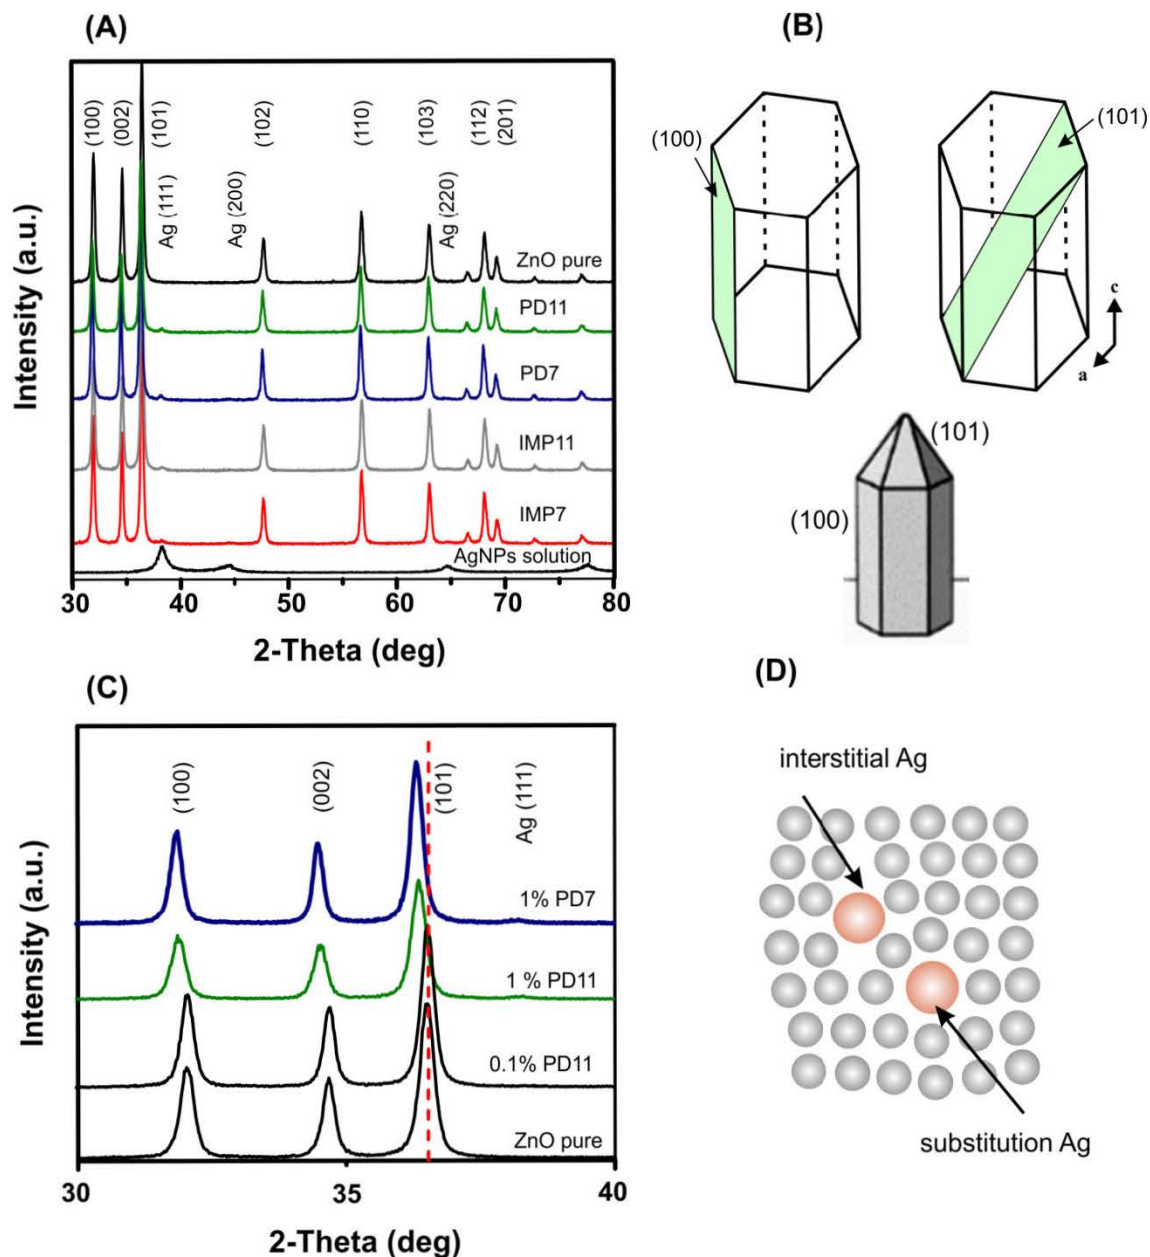 (A)
Intensity (a.u.)
(100)
(002)
(101)
Ag (111)
Ag (200)
(102)
(110)
(103)
Ag (220)
(112)
(201)
ZnO pure
PD11
PD7
IMP11
IMP7
AgNPs solution
30 40 50 60 70 80
2-Theta (deg)
(B)
(100)
(101)
c
a
(101)
(100)
(C)
Intensity (a.u.)
(100)
(002)
(101)
Ag (111)
1% PD7
1 % PD11
0.1% PD11
ZnO pure
30 35 40
2-Theta (deg)
(D)
interstitial Ag
substitution Ag